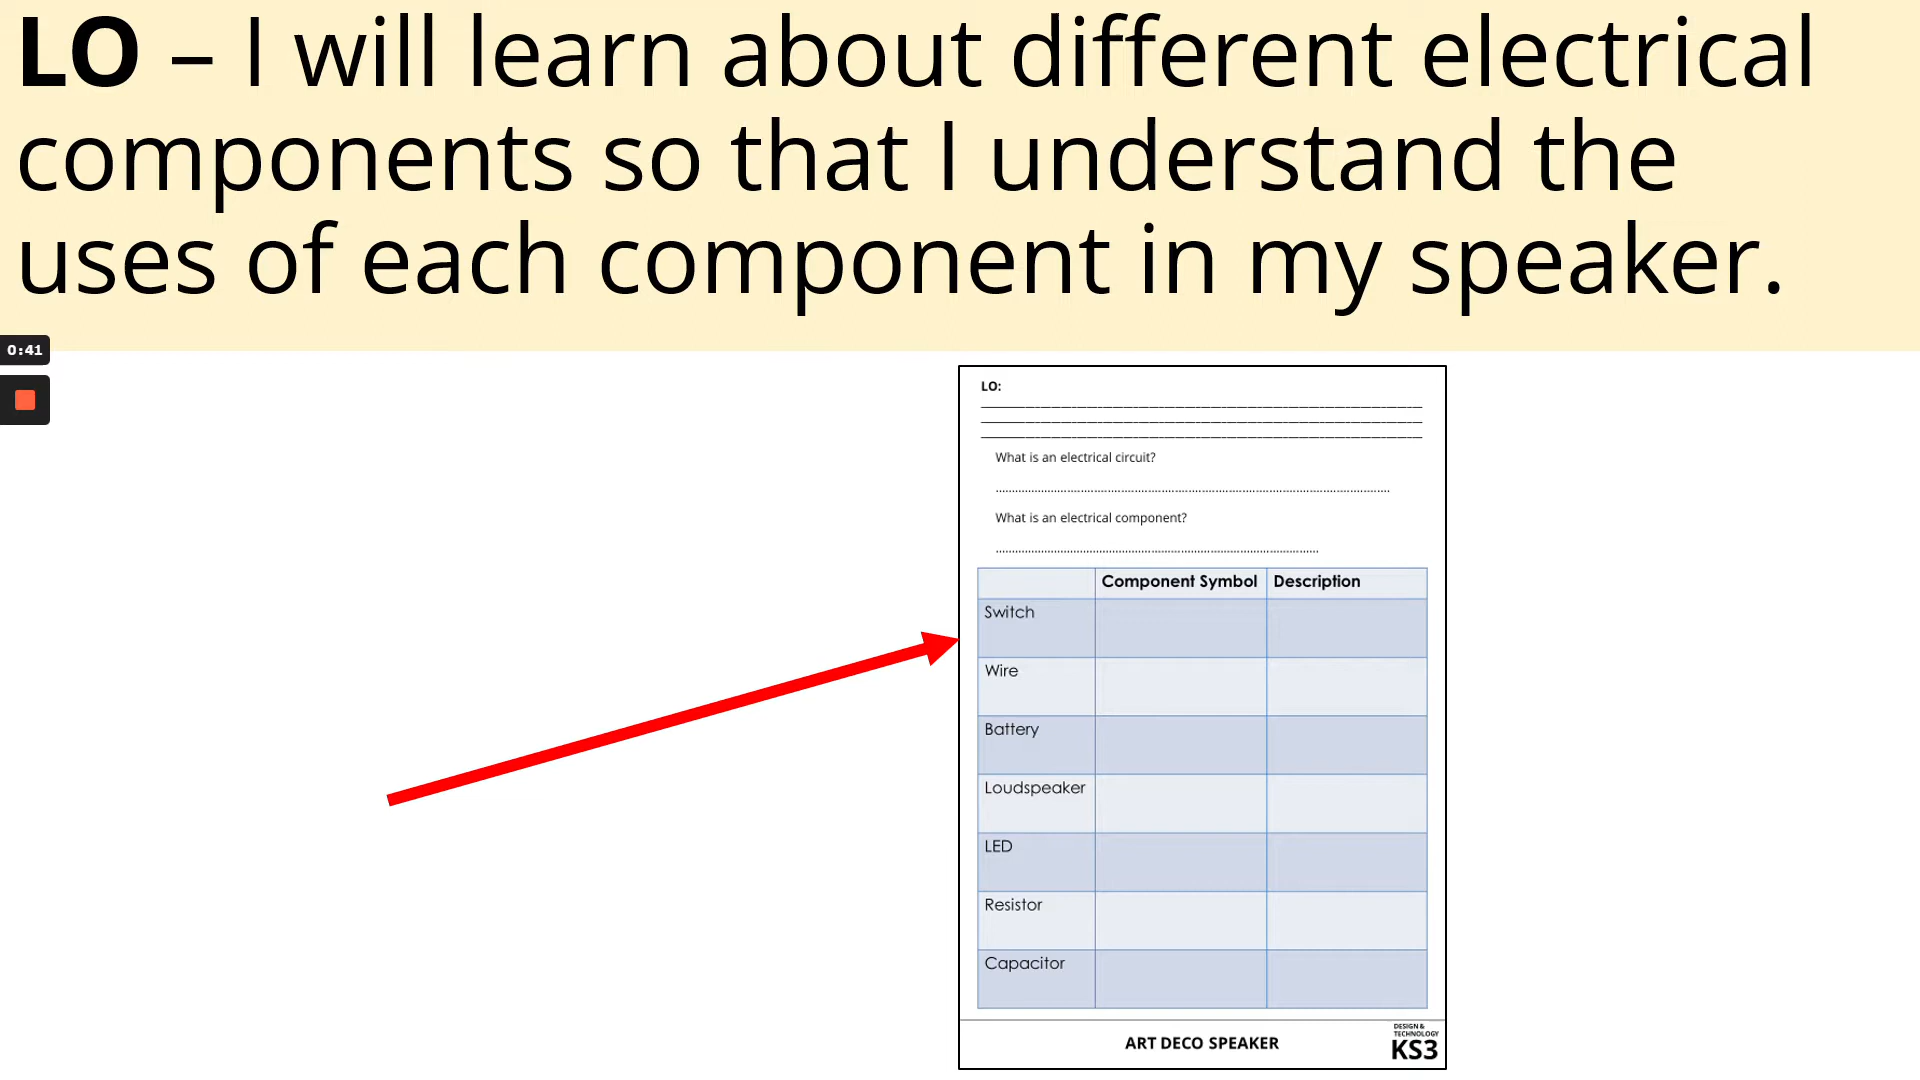 LO – I will learn about different electrical
components so that I understand the
uses of each component in my speaker.
0:41
LO:
What is an electrical circuit?
What is an electrical component?
Component Symbol Description
Switch
Wire
Battery
Loudspeaker
LED
Resistor
Capacitor
ART DECO SPEAKER
DESIGN &
TECHNOLOGY
KS3